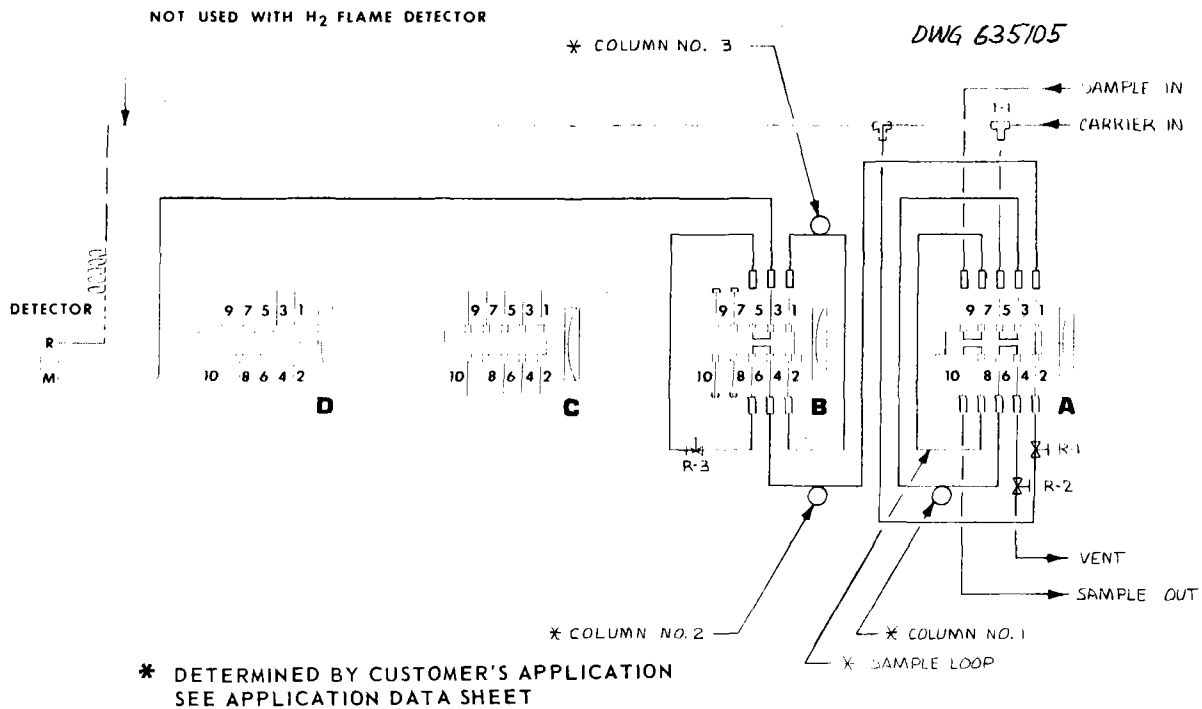 NOT USED WITH H2 FLAME DETECTOR
DWG 635105
* COLUMN NO. 3
SAMPLE IN
1-1
CARRIER IN
DETECTOR
R
M
9 7 5 3 1
10 8 6 4 2
D
9 7 5 3 1
10 8 6 4 2
C
9 7 5 3 1
10 8 6 4 2
B
9 7 5 3 1
10 8 6 4 2
A
R-3
R-1
R-2
VENT
SAMPLE OUT
* COLUMN NO. 2
* COLUMN NO. 1
* SAMPLE LOOP
* DETERMINED BY CUSTOMER'S APPLICATION
SEE APPLICATION DATA SHEET